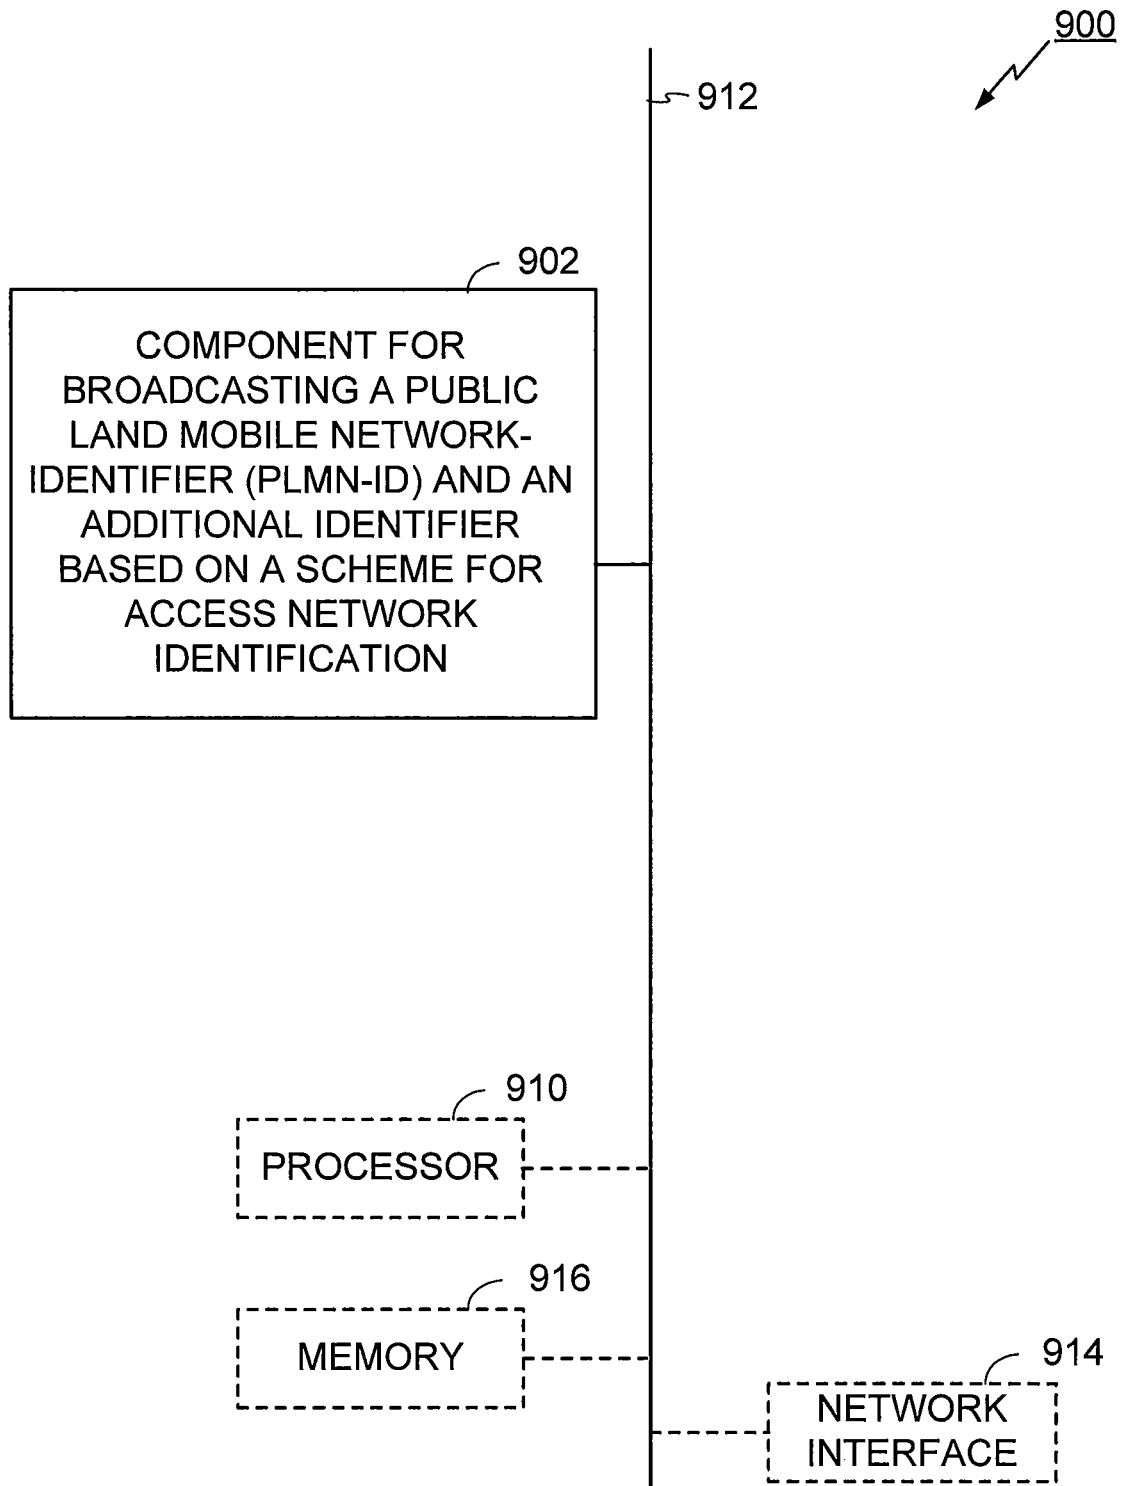 900
912
902
COMPONENT FOR
BROADCASTING A PUBLIC
LAND MOBILE NETWORK-
IDENTIFIER (PLMN-ID) AND AN
ADDITIONAL IDENTIFIER
BASED ON A SCHEME FOR
ACCESS NETWORK
IDENTIFICATION
910
PROCESSOR
916
MEMORY
914
NETWORK
INTERFACE